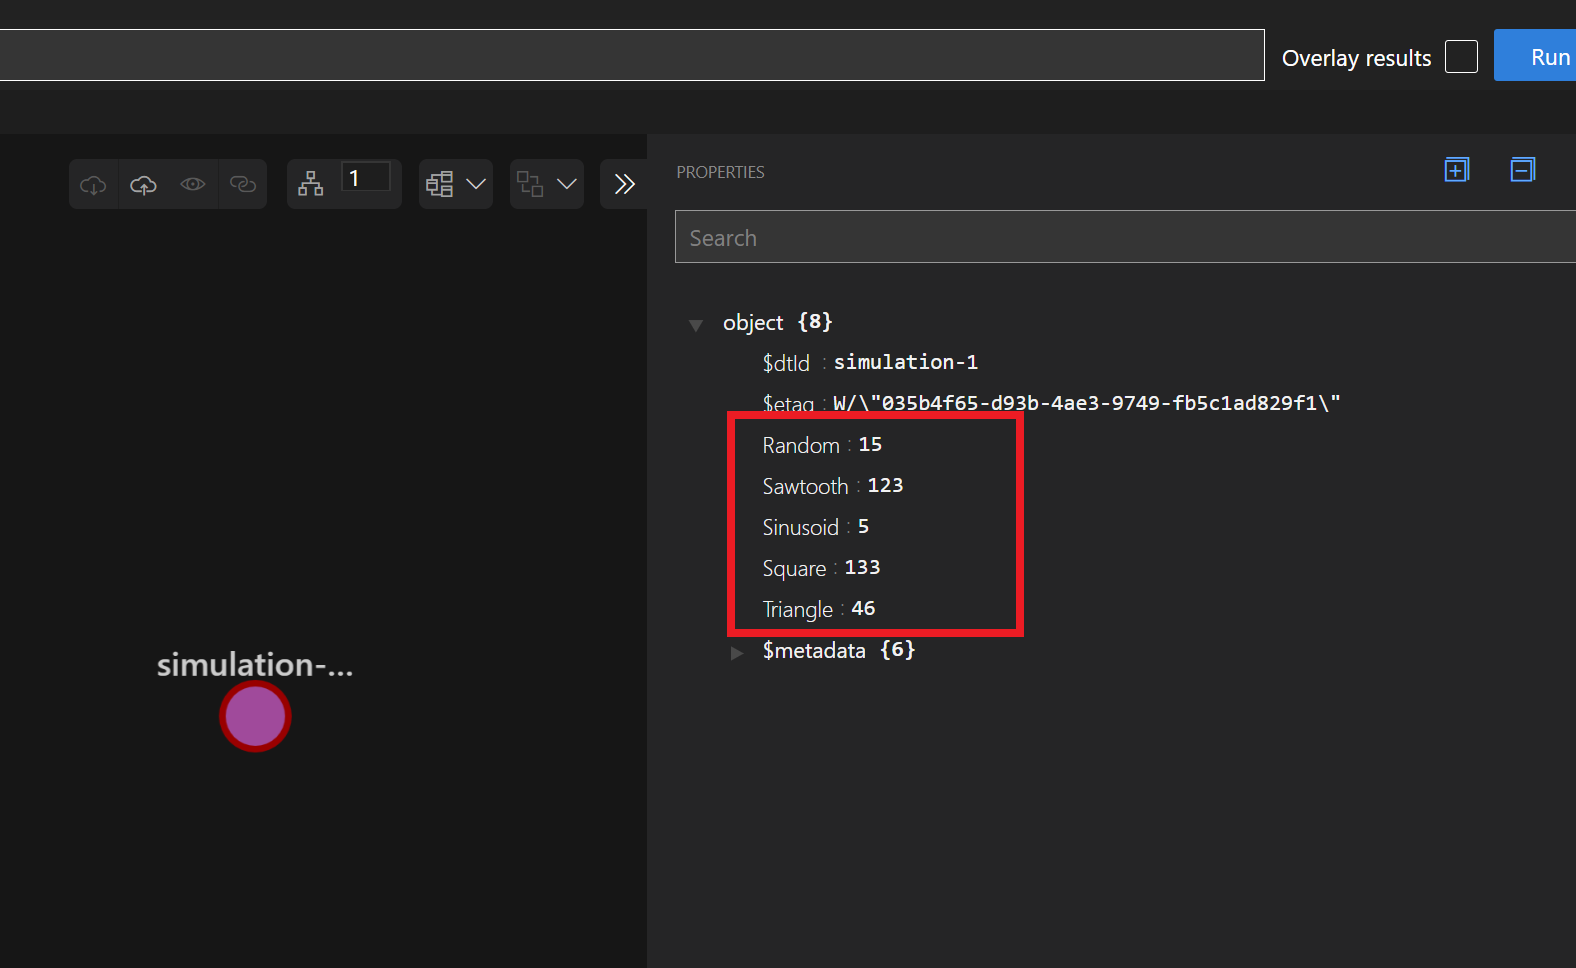 Overlay results
Run
1
PROPERTIES
Search
object {8}
$dtId : simulation-1
$etag : W/\"035b4f65-d93b-4ae3-9749-fb5c1ad829f1\"
Random : 15
Sawtooth : 123
Sinusoid : 5
Square : 133
Triangle : 46
$metadata {6}
simulation-...